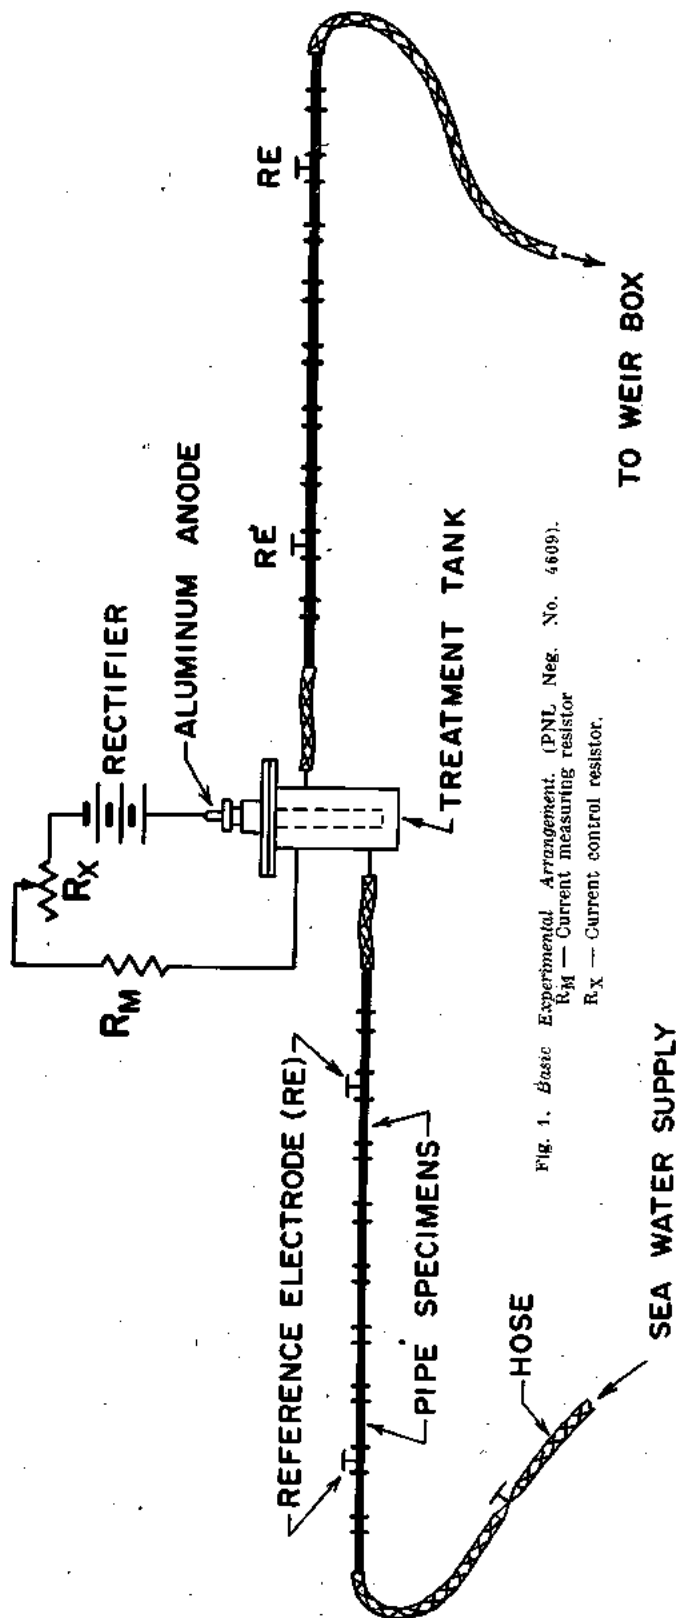 RX
RECTIFIER
RM
ALUMINUM ANODE
REFERENCE ELECTRODE (RE)
RE
RE
PIPE SPECIMENS
TREATMENT TANK
HOSE
SEA WATER SUPPLY
TO WEIR BOX
Fig. 1. Basic Experimental Arrangement. (PNL Neg. No. 4609).
RM — Current measuring resistor
RX — Current control resistor.